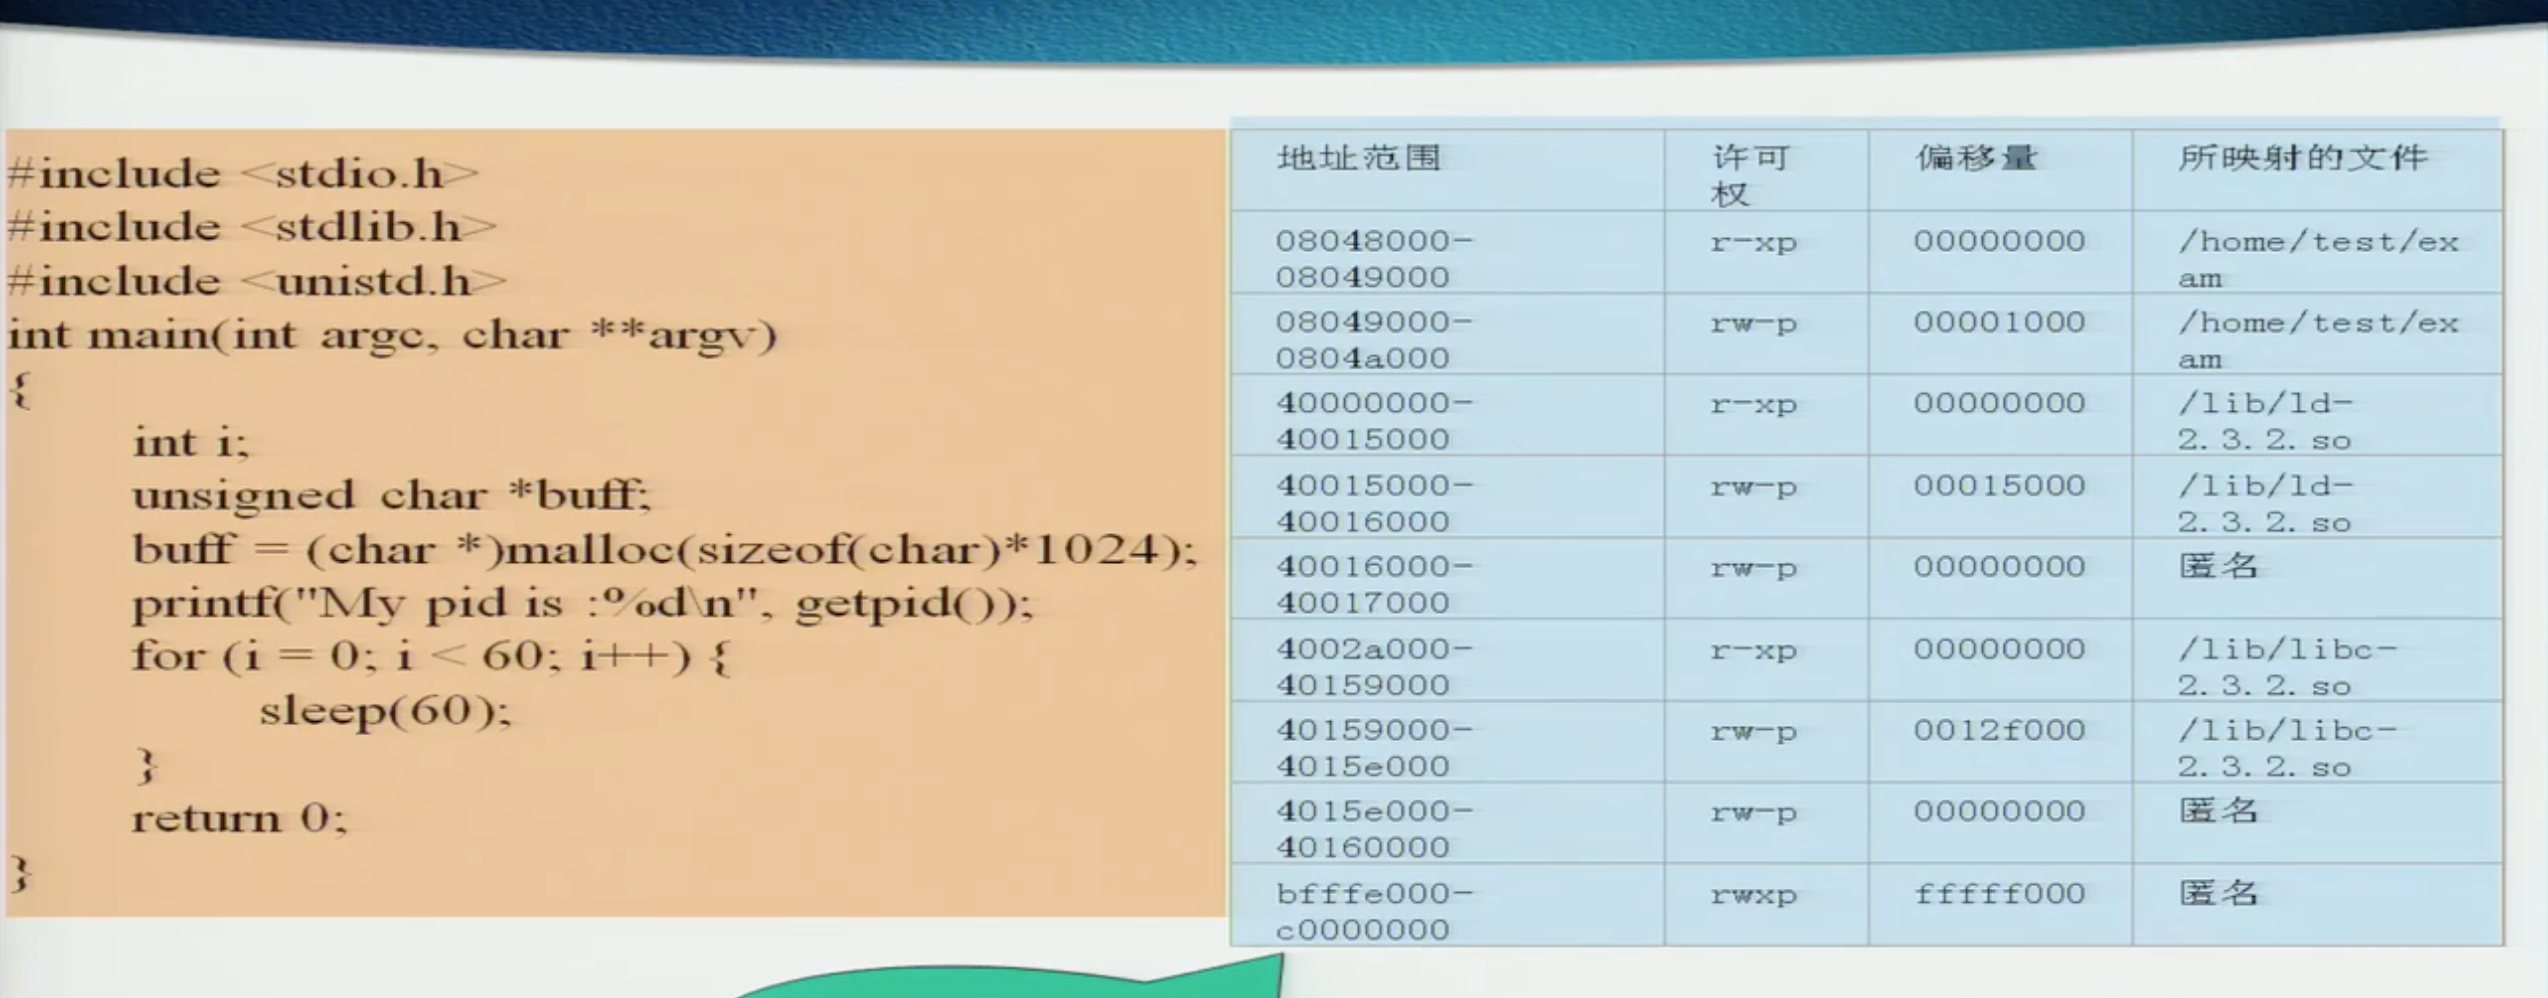 #include <stdio.h>
#include <stdlib.h>
#include <unistd.h>
int main(int argc, char **argv)
{
int i;
unsigned char *buff;
buff = (char *)malloc(sizeof(char)*1024);
printf("My pid is :%d\n", getpid());
for (i = 0; i < 60; i++) {
sleep(60);
}
return 0;
}
地址范围 许可 偏移量 所映射的文件
权
08048000- r-xp 00000000 /home/test/ex
08049000 am
08049000- rw-p 00001000 /home/test/ex
0804a000 am
40000000- r-xp 00000000 /lib/ld-
40015000 2.3.2.so
40015000- rw-p 00015000 /lib/ld-
40016000 2.3.2.so
40016000- rw-p 00000000 匿名
40017000
4002a000- r-xp 00000000 /lib/libc-
40159000 2.3.2.so
40159000- rw-p 0012f000 /lib/libc-
4015e000 2.3.2.so
4015e000- rw-p 00000000 匿名
40160000
bfffe000- rwxp fffff000 匿名
c0000000